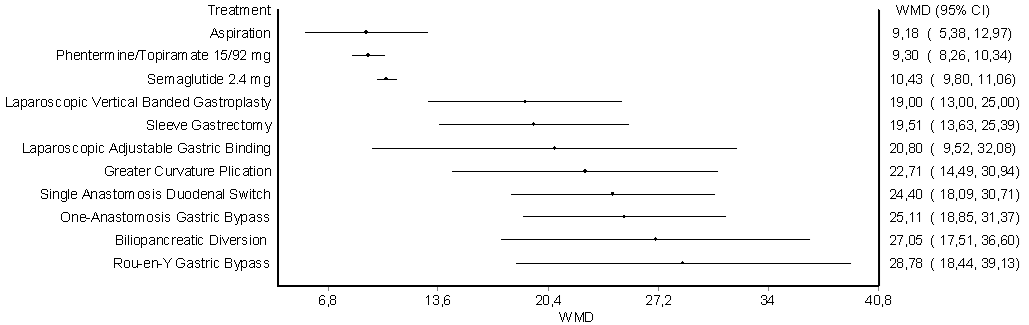 Treatment WMD (95% CI)
Aspiration 9,18 ( 5,38, 12,97)
Phentermine/Topiramate 15/92 mg 9,30 ( 8,26, 10,34)
Semaglutide 2.4 mg 10,43 ( 9,80, 11,06)
Laparoscopic Vertical Banded Gastroplasty 19,00 ( 13,00, 25,00)
Sleeve Gastrectomy 19,51 ( 13,63, 25,39)
Laparoscopic Adjustable Gastric Binding 20,80 ( 9,52, 32,08)
Greater Curvature Plication 22,71 ( 14,49, 30,94)
Single Anastomosis Duodenal Switch 24,40 ( 18,09, 30,71)
One-Anastomosis Gastric Bypass 25,11 ( 18,85, 31,37)
Biliopancreatic Diversion 27,05 ( 17,51, 36,60)
Rou-en-Y Gastric Bypass 28,78 ( 18,44, 39,13)
6,8 13,6 20,4 27,2 34 40,8
WMD